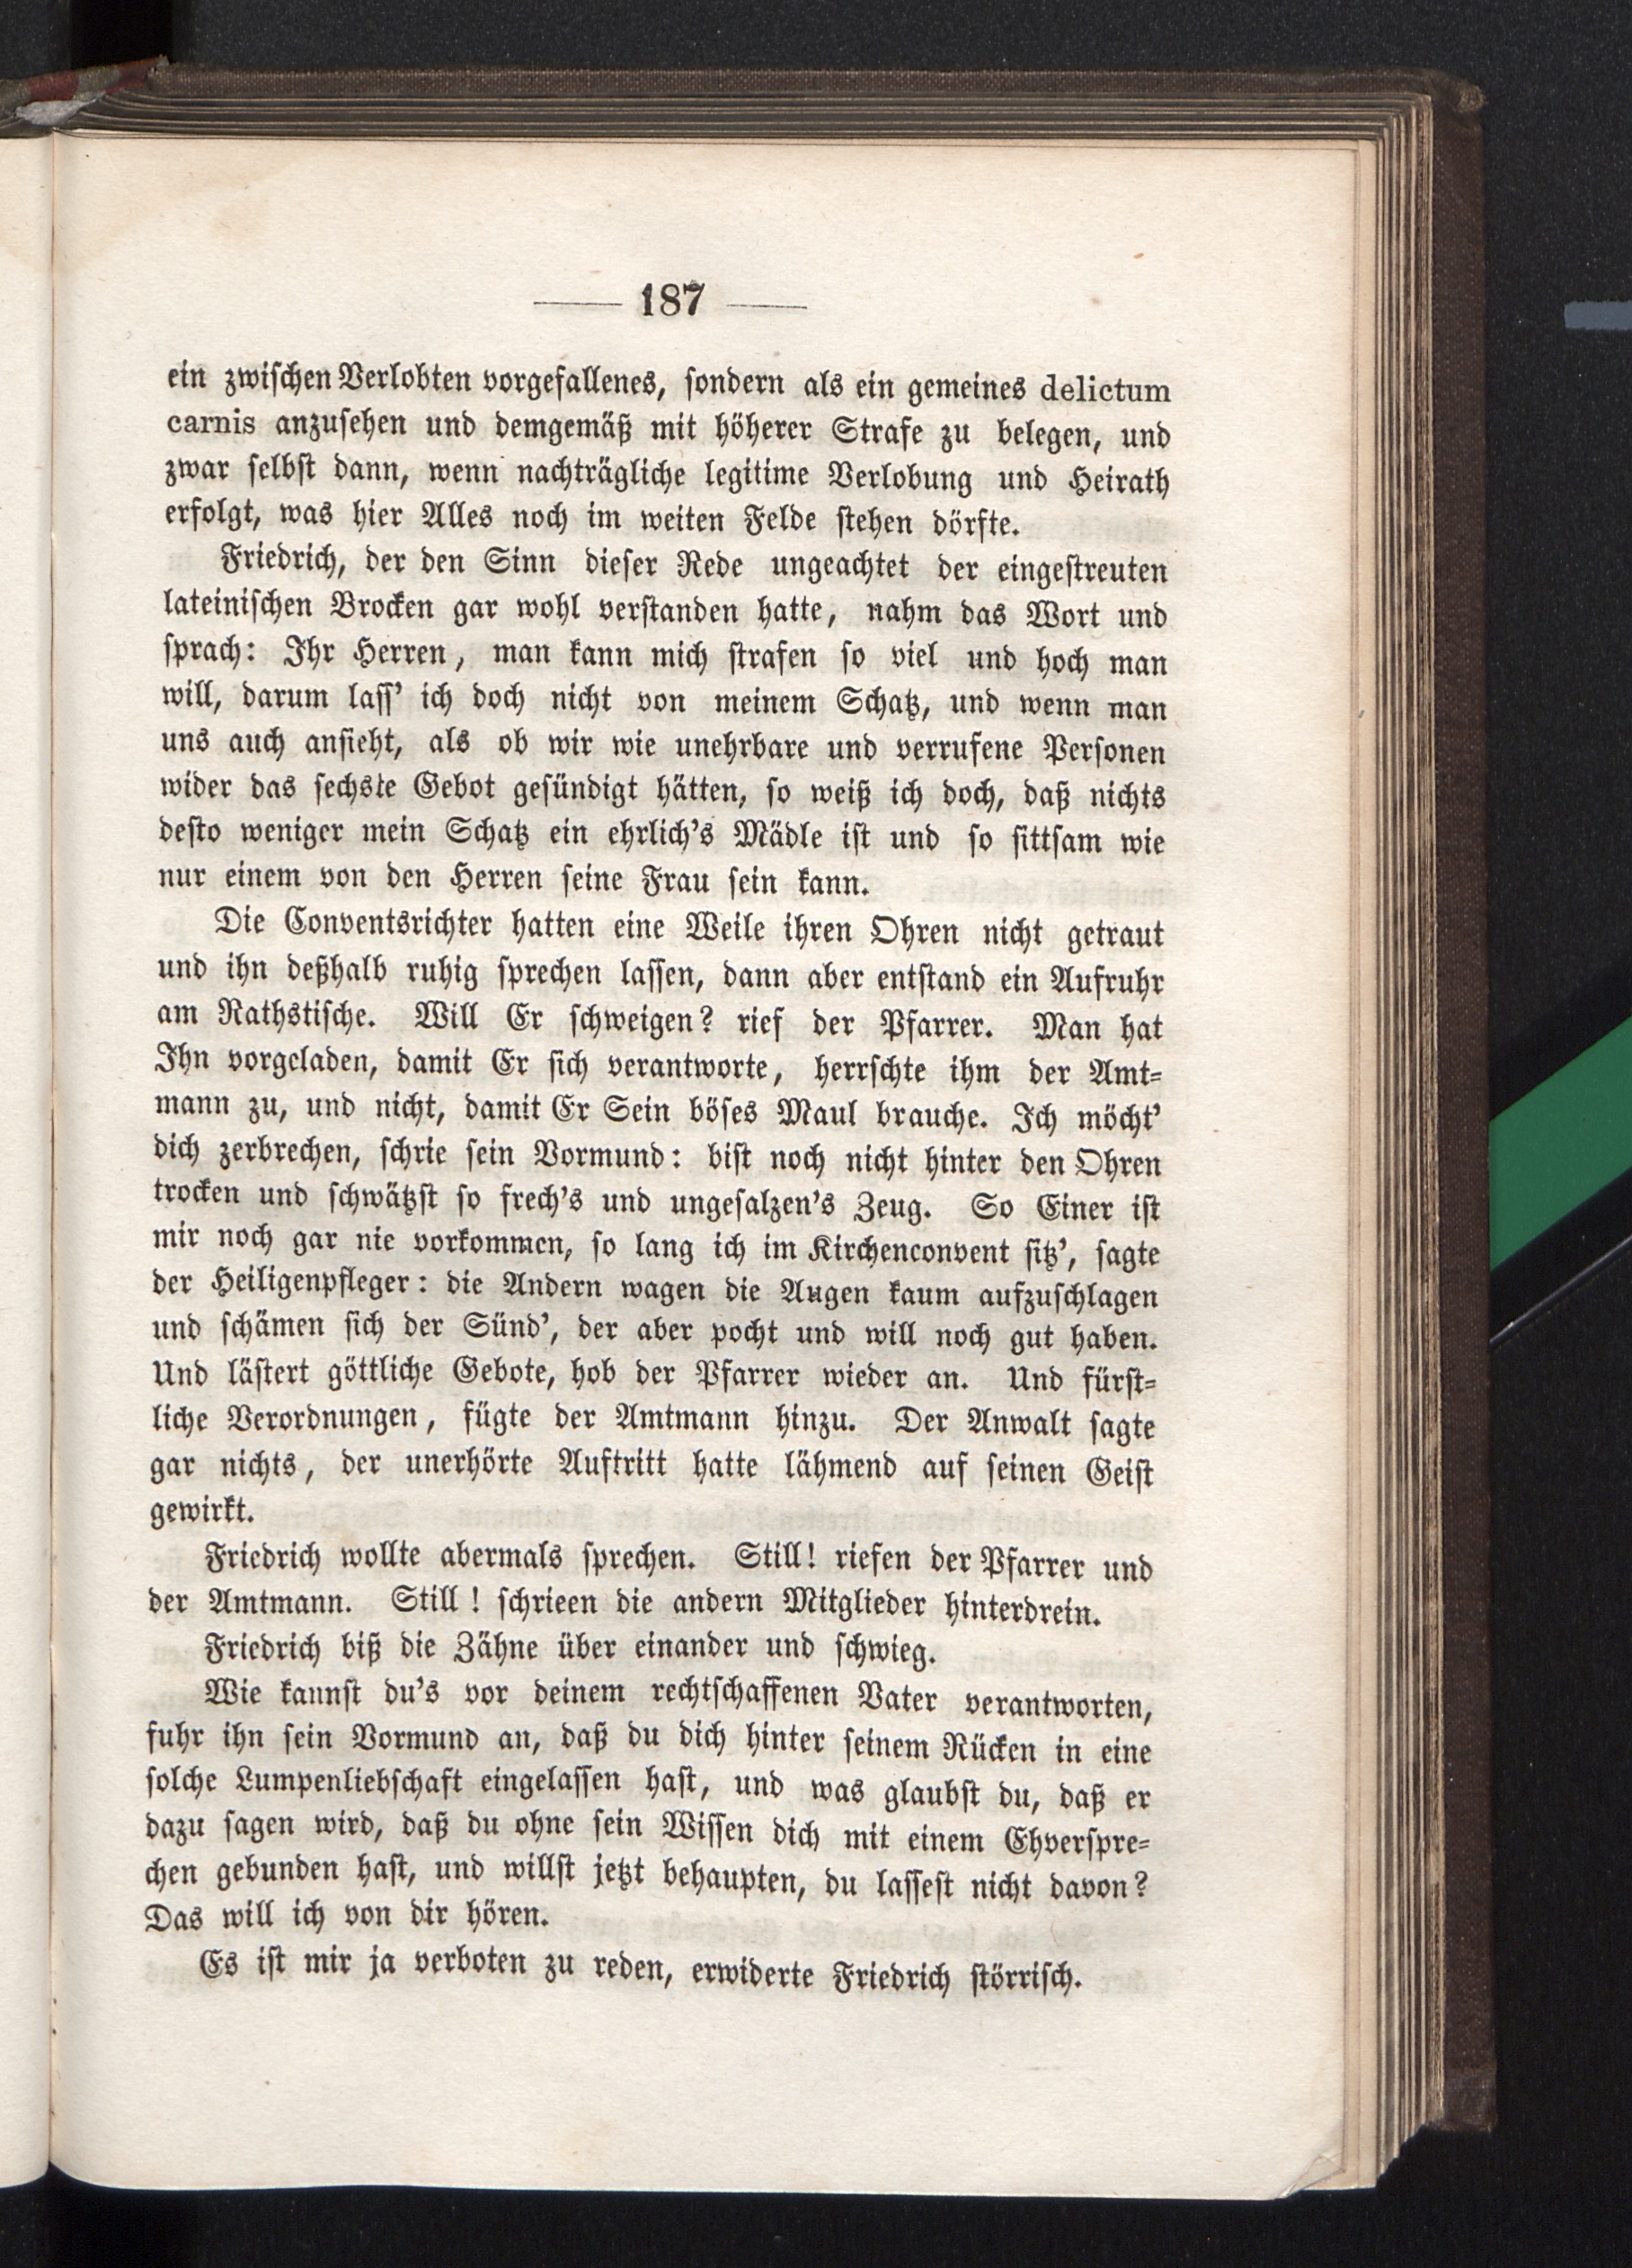 187
ein zwischen Verlobten vorgefallenes, sondern als ein gemeines delictum
carnis anzusehen und demgemäß mit höherer Strafe zu belegen, und
zwar selbst dann, wenn nachträgliche legitime Verlobung und Heirath
erfolgt, was hier Alles noch im weiten Felde stehen dörfte.
Friedrich, der den Sinn dieser Rede ungeachtet der eingestreuten
lateinischen Brocken gar wohl verstanden hatte, nahm das Wort und
sprach: Ihr Herren, man kann mich strafen so viel und hoch man
will, darum lass' ich doch nicht von meinem Schatz, und wenn man
uns auch ansieht, als ob wir wie unehrbare und verrufene Personen
wider das sechste Gebot gesündigt hätten, so weiß ich doch, daß nichts
desto weniger mein Schatz ein ehrlich's Mädle ist und so sittsam wie
nur einem von den Herren seine Frau sein kann.
Die Conventsrichter hatten eine Weile ihren Ohren nicht getraut
und ihn deßhalb ruhig sprechen lassen, dann aber entstand ein Aufruhr
am Rathstische. Will Er schweigen? rief der Pfarrer. Man hat
Ihn vorgeladen, damit Er sich verantworte, herrschte ihm der Amt=
mann zu, und nicht, damit Er Sein böses Maul brauche. Ich möcht'
dich zerbrechen, schrie sein Vormund: bist noch nicht hinter den Ohren
trocken und schwätzst so frech's und ungesalzen's Zeug. So Einer ist
mir noch gar nie vorkommen, so lang ich im Kirchenconvent sitz', sagte
der Heiligenpfleger: die Andern wagen die Augen kaum aufzuschlagen
und schämen sich der Sünd', der aber pocht und will noch gut haben.
Und lästert göttliche Gebote, hob der Pfarrer wieder an. Und fürst=
liche Verordnungen, fügte der Amtmann hinzu. Der Anwalt sagte
gar nichts, der unerhörte Auftritt hatte lähmend auf seinen Geist
gewirkt.
Friedrich wollte abermals sprechen. Still! riefen der Pfarrer und
der Amtmann. Still! schrieen die andern Mitglieder hinterdrein.
Friedrich biß die Zähne über einander und schwieg.
Wie kannst du's vor deinem rechtschaffenen Vater verantworten,
fuhr ihn sein Vormund an, daß du dich hinter seinem Rücken in eine
solche Lumpenliebschaft eingelassen hast, und was glaubst du, daß er
dazu sagen wird, daß du ohne sein Wissen dich mit einem Ehverspre=
chen gebunden hast, und willst jetzt behaupten, du lassest nicht davon?
Das will ich von dir hören.
Es ist mir ja verboten zu reden, erwiderte Friedrich störrisch.